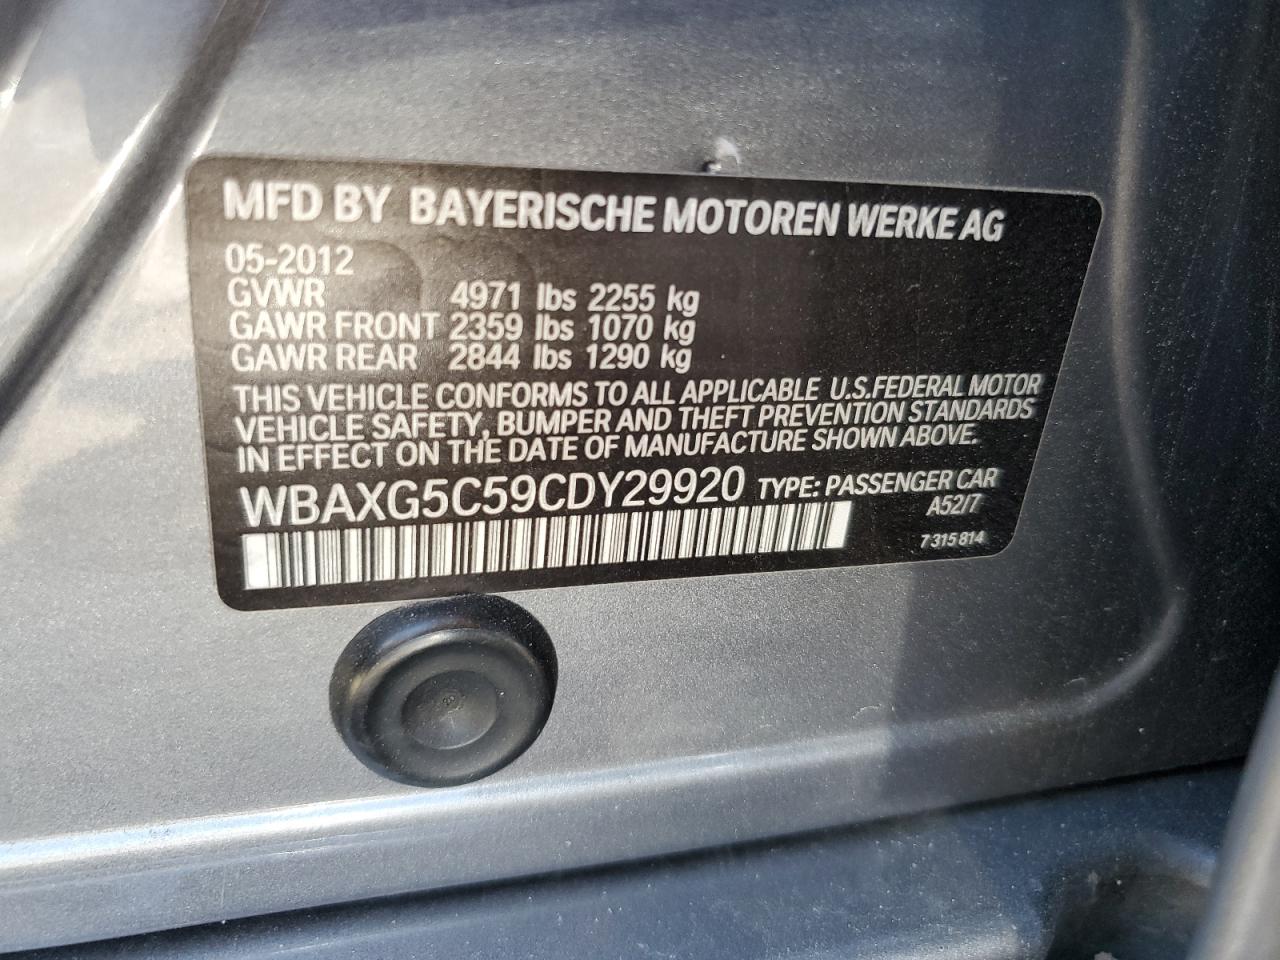 MFD BY BAYERISCHE MOTOREN WERKE AG
05-2012
GVWR 4971 lbs 2255 kg
GAWR FRONT 2359 lbs 1070 kg
GAWR REAR 2844 lbs 1290 kg
THIS VEHICLE CONFORMS TO ALL APPLICABLE U.S.FEDERAL MOTOR
VEHICLE SAFETY, BUMPER AND THEFT PREVENTION STANDARDS
IN EFFECT ON THE DATE OF MANUFACTURE SHOWN ABOVE.
WBAXG5C59CDY29920 TYPE: PASSENGER CAR
A52/7
7 315 814